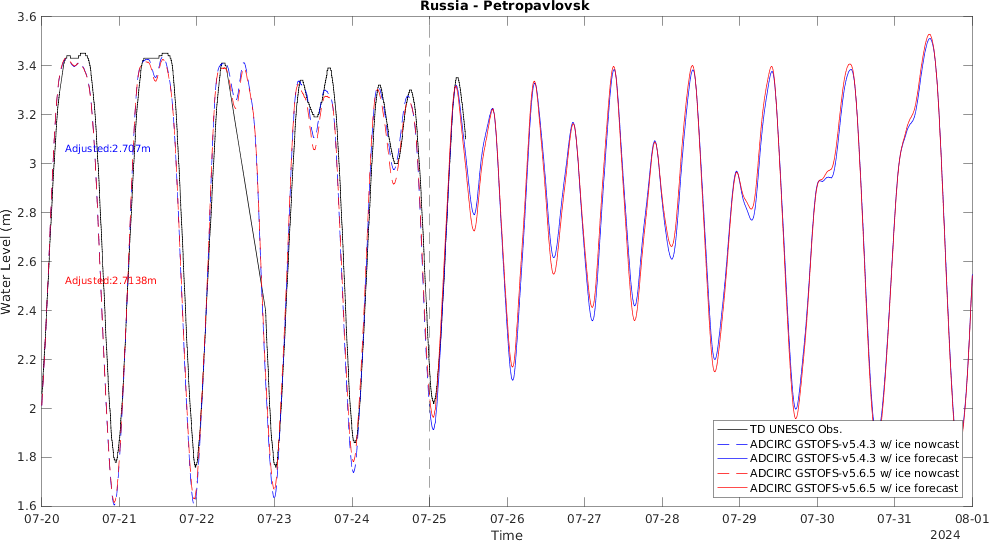 Russia - Petropavlovsk
3.6
3.4
3.2
3
2.8
2.6
2.4
2.2
2
1.8
1.6
Water Level (m)
Adjusted:2.707m
Adjusted:2.7138m
TD UNESCO Obs.
ADCIRC GSTOFS-v5.4.3 w/ ice nowcast
ADCIRC GSTOFS-v5.4.3 w/ ice forecast
ADCIRC GSTOFS-v5.6.5 w/ ice nowcast
ADCIRC GSTOFS-v5.6.5 w/ ice forecast
07-20 07-21 07-22 07-23 07-24 07-25 07-26 07-27 07-28 07-29 07-30 07-31 08-01
Time
2024